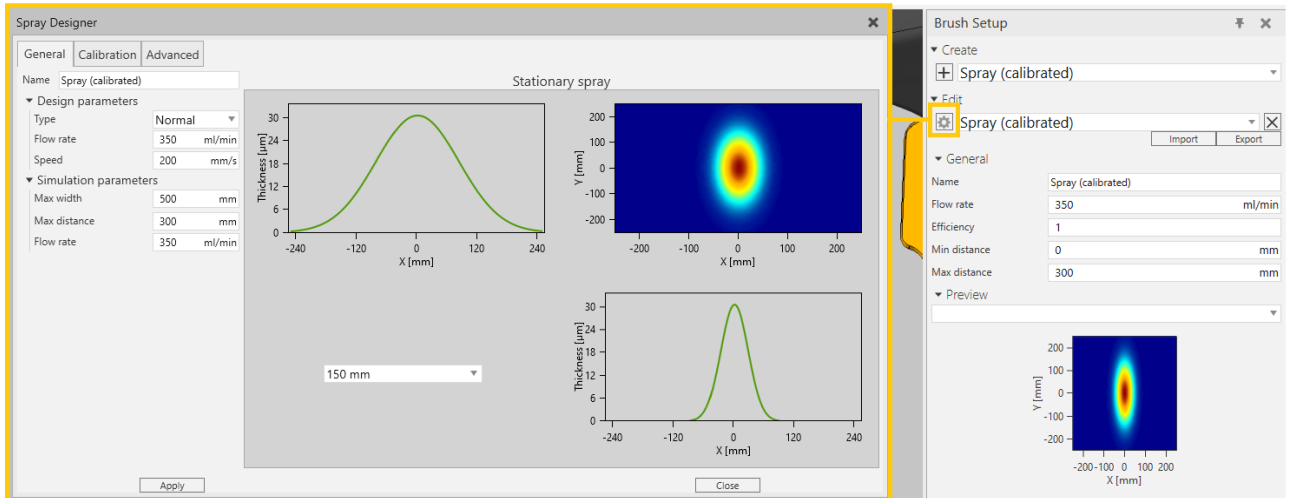 Spray Designer
General Calibration Advanced
Name Spray (calibrated)
Design parameters
Type Normal
Flow rate 350 ml/min
Speed 200 mm/s
Simulation parameters
Max width 500 mm
Max distance 300 mm
Flow rate 350 ml/min
Apply
Stationary spray
Thickness [µm]
30
24
18
12
6
0
-240 -120 0 120 240
X [mm]
Y [mm]
200
100
0
-100
-200
-200 -100 0 100 200
X [mm]
150 mm
Thickness [µm]
30
24
18
12
6
0
-240 -120 0 120 240
X [mm]
Close
Brush Setup
Create
Spray (calibrated)
Edit
Spray (calibrated)
Import Export
General
Name Spray (calibrated)
Flow rate 350 ml/min
Efficiency 1
Min distance 0 mm
Max distance 300 mm
Preview
Y [mm]
200
100
0
-100
-200
-200 -100 0 100 200
X [mm]